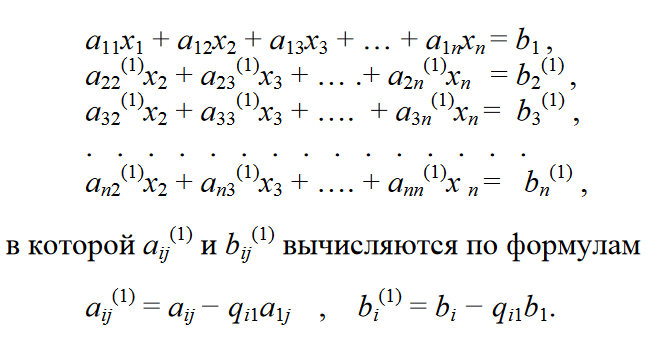 a₁₁x₁ + a₁₂x₂ + a₁₃x₃ + … + a₁ₙxₙ = b₁ ,
a₂₂⁽¹⁾x₂ + a₂₃⁽¹⁾x₃ + … .+ a₂ₙ⁽¹⁾xₙ = b₂⁽¹⁾ ,
a₃₂⁽¹⁾x₂ + a₃₃⁽¹⁾x₃ + …. + a₃ₙ⁽¹⁾xₙ = b₃⁽¹⁾ ,
. . . . . . . . . . . . . . .
aₙ₂⁽¹⁾x₂ + aₙ₃⁽¹⁾x₃ + …. + aₙₙ⁽¹⁾x ₙ = bₙ⁽¹⁾ ,
в которой aᵢⱼ⁽¹⁾ и bᵢⱼ⁽¹⁾ вычисляются по формулам
aᵢⱼ⁽¹⁾ = aᵢⱼ − qᵢ₁a₁ⱼ , bᵢ⁽¹⁾ = bᵢ − qᵢ₁b₁.